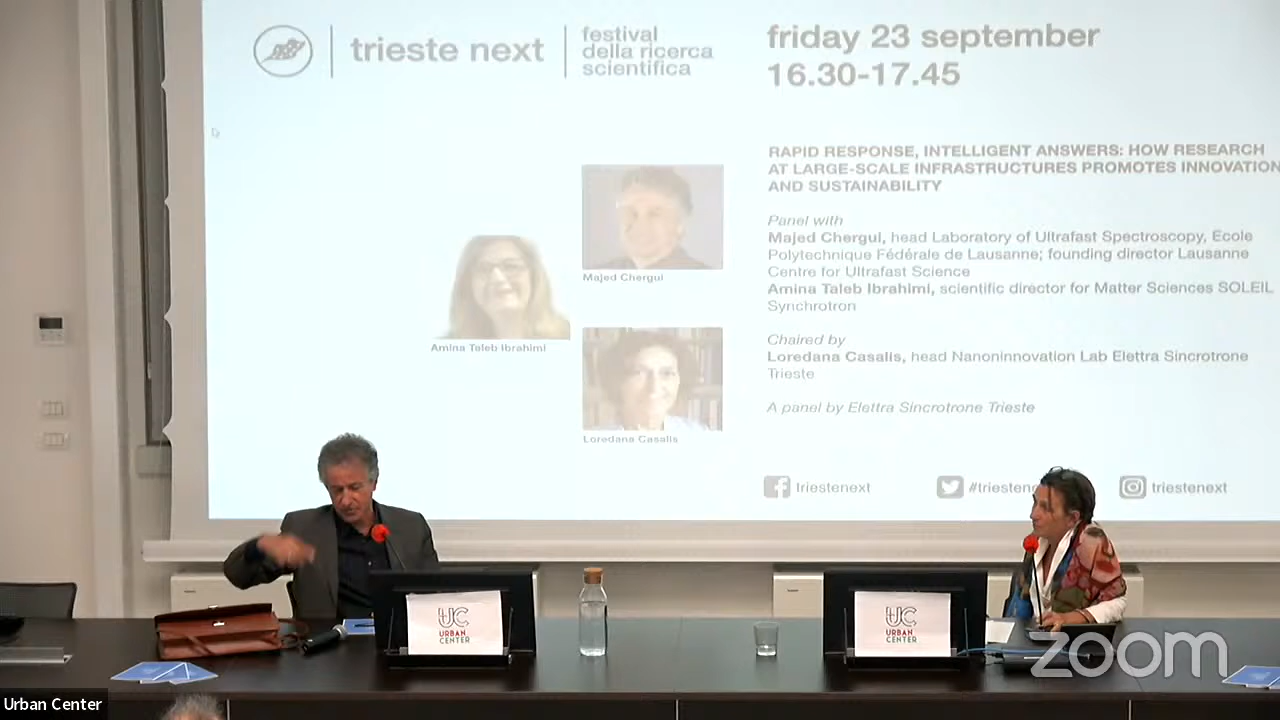 trieste next
festival
della ricerca
scientifica
friday 23 september
16.30-17.45
RAPID RESPONSE, INTELLIGENT ANSWERS: HOW RESEARCH
AT LARGE-SCALE INFRASTRUCTURES PROMOTES INNOVATION
AND SUSTAINABILITY
Panel with
Majed Chergui, head Laboratory of Ultrafast Spectroscopy, Ecole
Polytechnique Fédérale de Lausanne; founding director Lausanne
Centre for Ultrafast Science
Amina Taleb Ibrahimi, scientific director for Matter Sciences SOLEIL
Synchrotron
Chaired by
Loredana Casalis, head Nanoninnovation Lab Elettra Sincrotrone
Trieste
A panel by Elettra Sincrotrone Trieste
Majed Chergui
Amina Taleb Ibrahimi
Loredana Casalis
triestenext
#triesten
triestenext
UC
URBAN
CENTER
UC
URBAN
CENTER
zoom
Urban Center